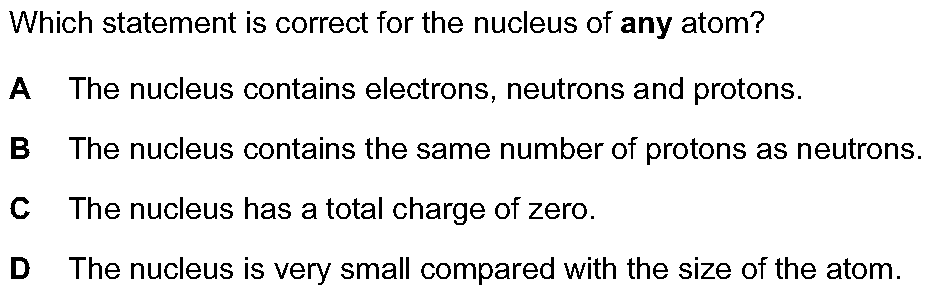 Which statement is correct for the nucleus of any atom?
A The nucleus contains electrons, neutrons and protons.
B The nucleus contains the same number of protons as neutrons.
C The nucleus has a total charge of zero.
D The nucleus is very small compared with the size of the atom.